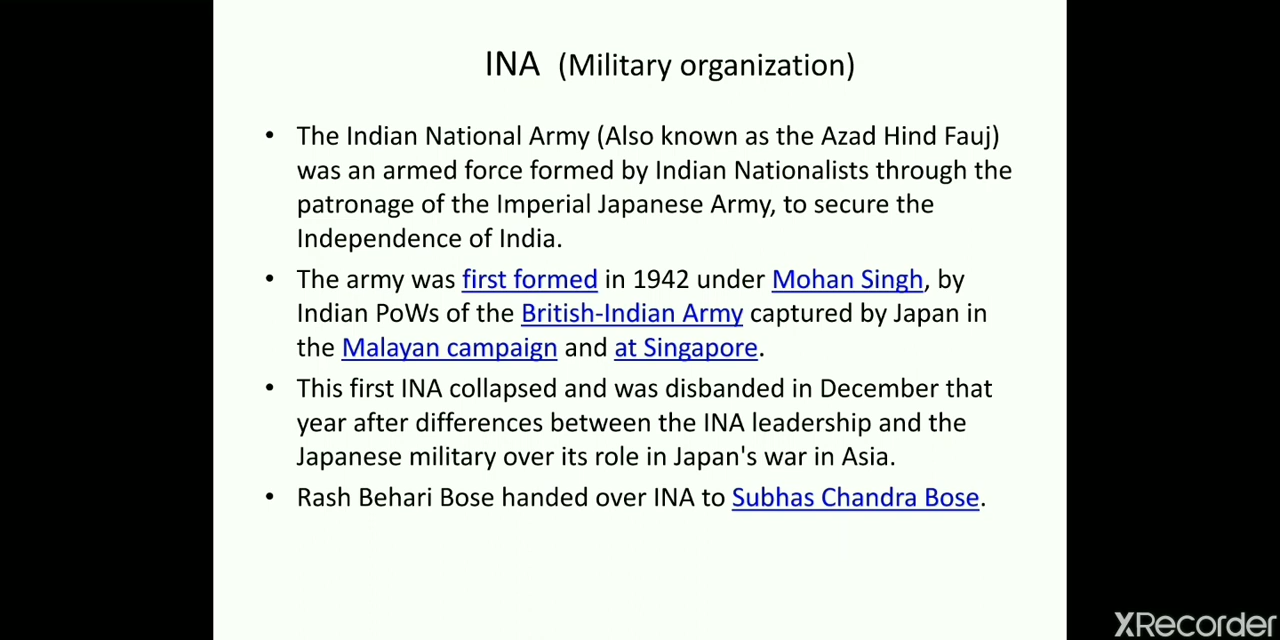 INA (Military organization)
• The Indian National Army (Also known as the Azad Hind Fauj)
was an armed force formed by Indian Nationalists through the
patronage of the Imperial Japanese Army, to secure the
Independence of India.
• The army was first formed in 1942 under Mohan Singh, by
Indian PoWs of the British-Indian Army captured by Japan in
the Malayan campaign and at Singapore.
• This first INA collapsed and was disbanded in December that
year after differences between the INA leadership and the
Japanese military over its role in Japan's war in Asia.
• Rash Behari Bose handed over INA to Subhas Chandra Bose.
XRecorder